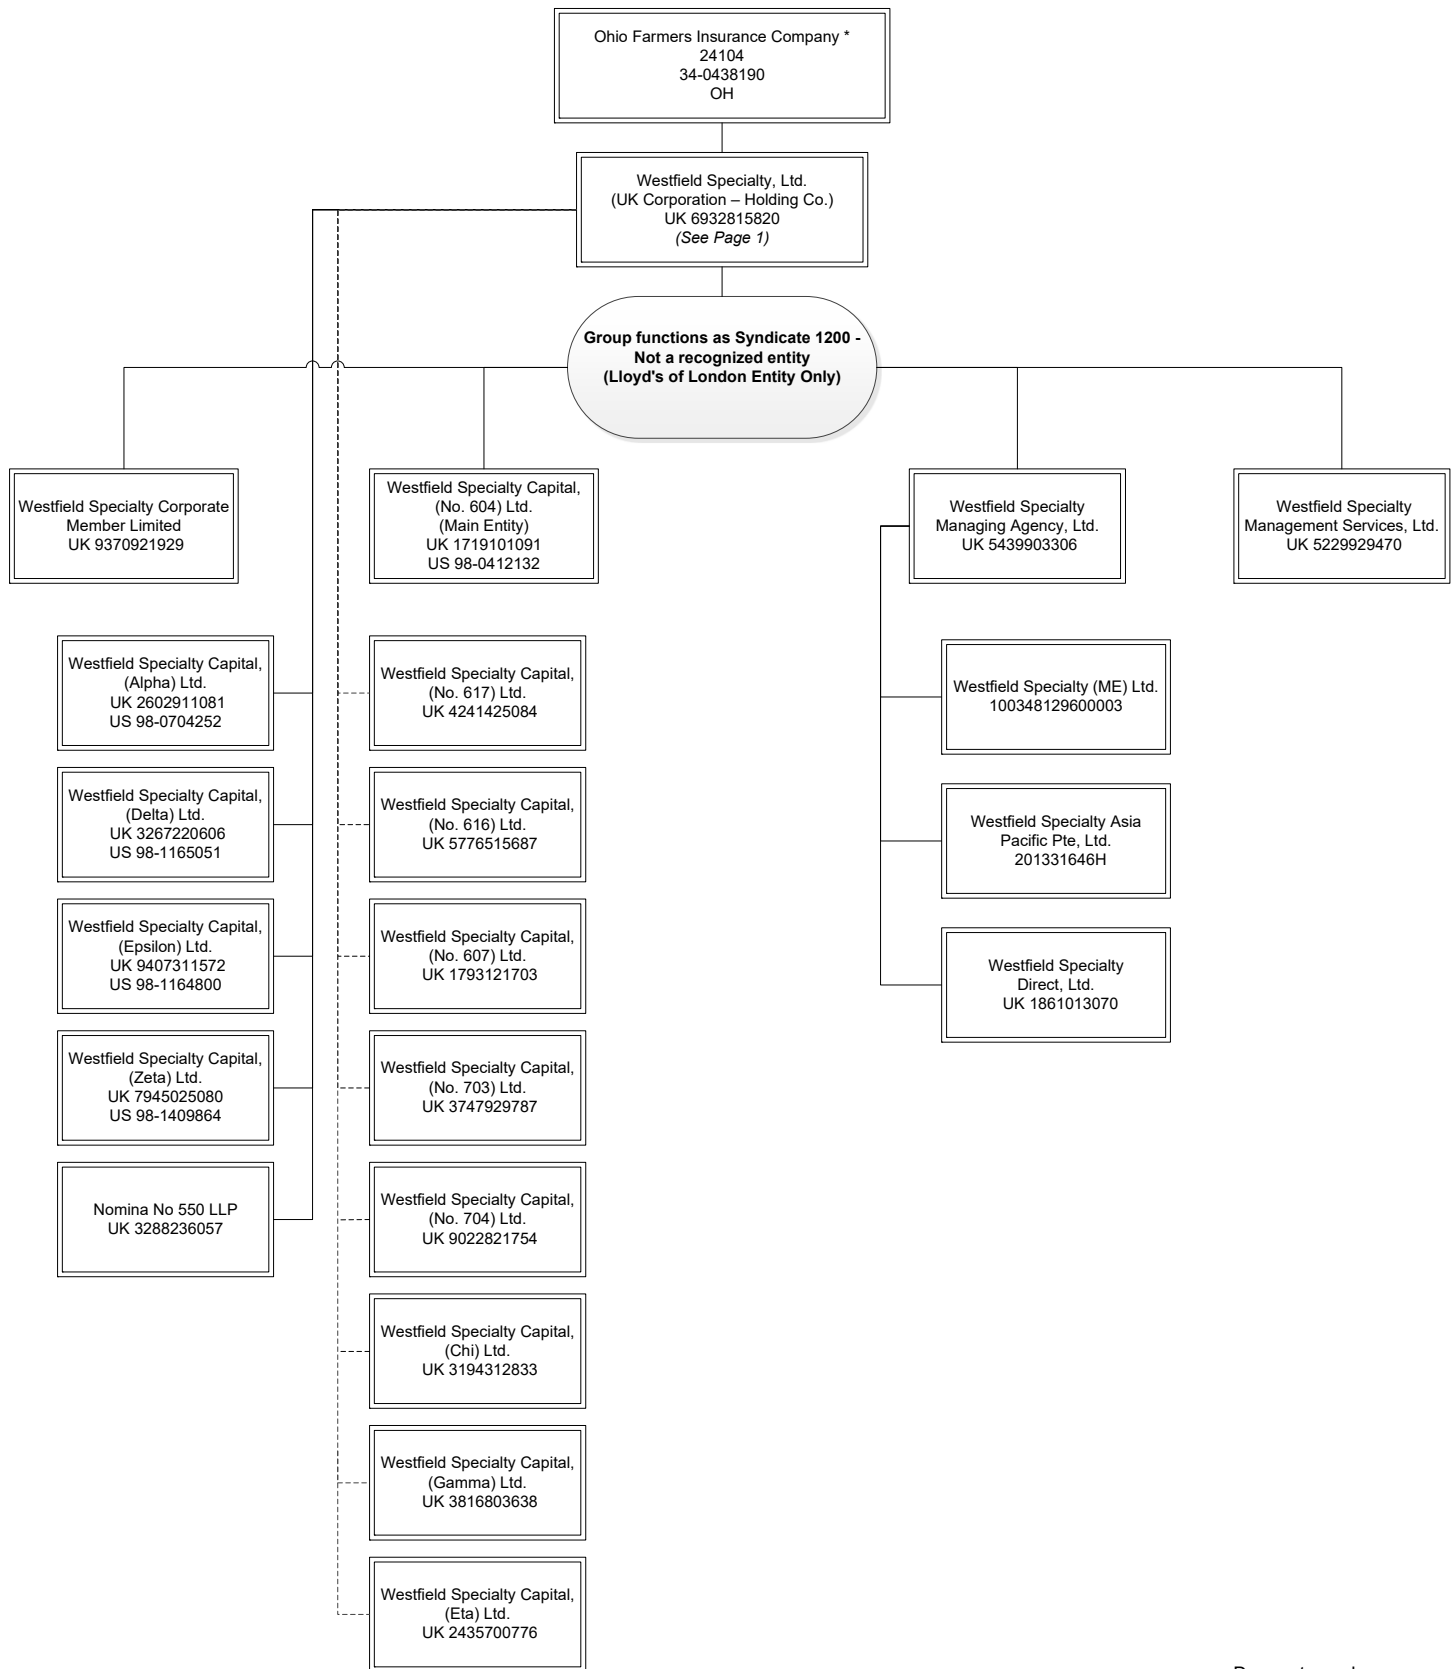 Ohio Farmers Insurance Company *
24104
34-0438190
OH
Westfield Specialty, Ltd.
(UK Corporation – Holding Co.)
UK 6932815820
(See Page 1)
Group functions as Syndicate 1200 -
Not a recognized entity
(Lloyd's of London Entity Only)
Westfield Specialty Corporate
Member Limited
UK 9370921929
Westfield Specialty Capital,
(No. 604) Ltd.
(Main Entity)
UK 1719101091
US 98-0412132
Westfield Specialty
Managing Agency, Ltd.
UK 5439903306
Westfield Specialty
Management Services, Ltd.
UK 5229929470
Westfield Specialty Capital,
(Alpha) Ltd.
UK 2602911081
US 98-0704252
Westfield Specialty Capital,
(No. 617) Ltd.
UK 4241425084
Westfield Specialty (ME) Ltd.
100348129600003
Westfield Specialty Capital,
(Delta) Ltd.
UK 3267220606
US 98-1165051
Westfield Specialty Capital,
(No. 616) Ltd.
UK 5776515687
Westfield Specialty Asia
Pacific Pte, Ltd.
201331646H
Westfield Specialty Capital,
(Epsilon) Ltd.
UK 9407311572
US 98-1164800
Westfield Specialty Capital,
(No. 607) Ltd.
UK 1793121703
Westfield Specialty
Direct, Ltd.
UK 1861013070
Westfield Specialty Capital,
(Zeta) Ltd.
UK 7945025080
US 98-1409864
Westfield Specialty Capital,
(No. 703) Ltd.
UK 3747929787
Nomina No 550 LLP
UK 3288236057
Westfield Specialty Capital,
(No. 704) Ltd.
UK 9022821754
Westfield Specialty Capital,
(Chi) Ltd.
UK 3194312833
Westfield Specialty Capital,
(Gamma) Ltd.
UK 3816803638
Westfield Specialty Capital,
(Eta) Ltd.
UK 2435700776